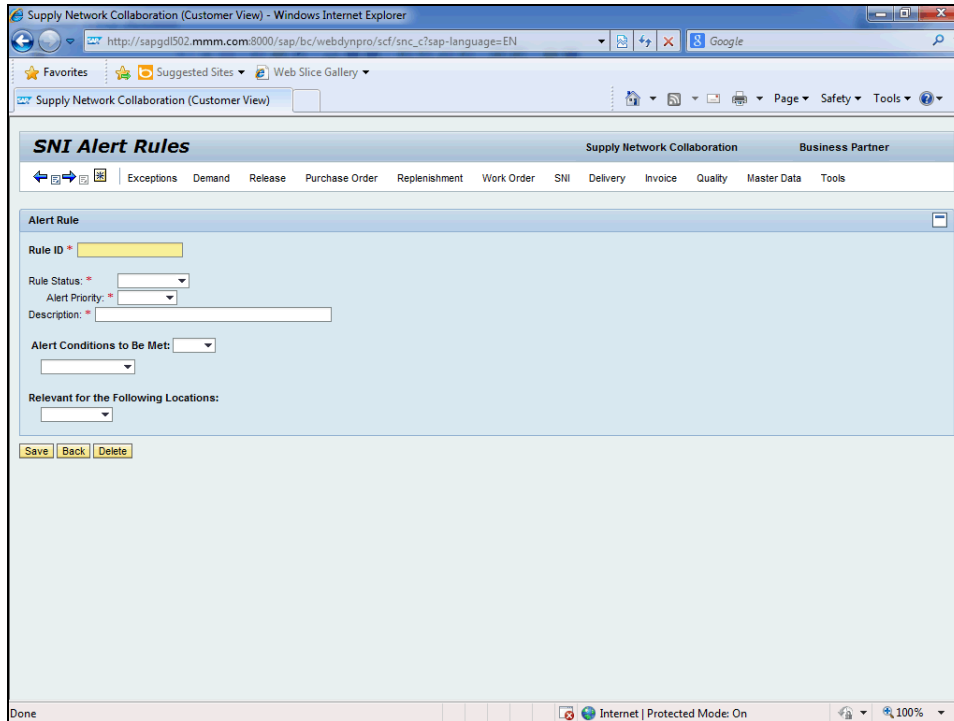 Supply Network Collaboration (Customer View) - Windows Internet Explorer
http://sapgdl502.mmm.com:8000/sap/bc/webdynpro/scf/snc_c?sap-language=EN
Google
Favorites Suggested Sites Web Slice Gallery
Supply Network Collaboration (Customer View)
Page Safety Tools
SNI Alert Rules Supply Network Collaboration Business Partner
Exceptions Demand Release Purchase Order Replenishment Work Order SNI Delivery Invoice Quality Master Data Tools
Alert Rule
Rule ID *
Rule Status: *
Alert Priority: *
Description: *
Alert Conditions to Be Met:
Relevant for the Following Locations:
Save Back Delete
Done Internet | Protected Mode: On 100%